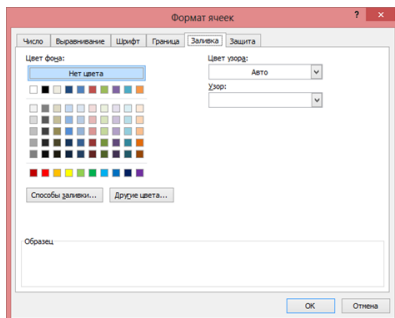 Формат ячеек
? ×
Число Выравнивание Шрифт Граница Заливка Защита
Цвет фона: Цвет узора:
Нет цвета Авто
Узор:
Способы заливки... Другие цвета...
Образец
OK Отмена